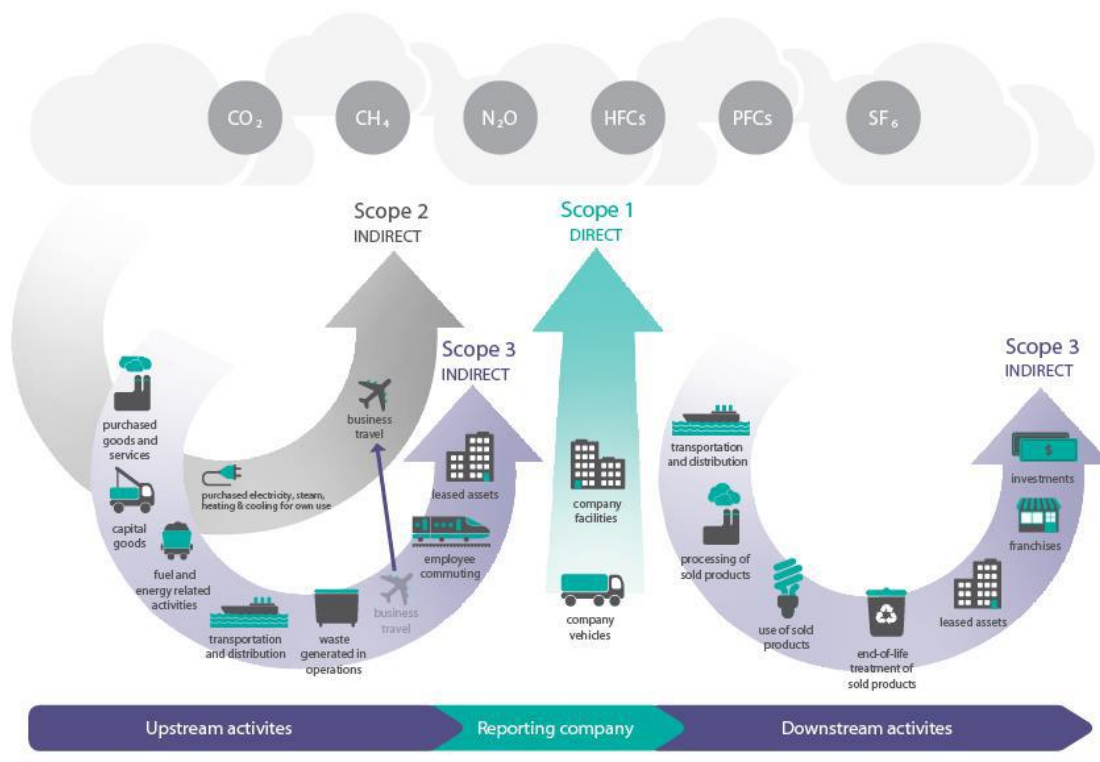 CO₂
CH₄
N₂O
HFCs
PFCs
SF₆
Scope 2
INDIRECT
Scope 1
DIRECT
Scope 3
INDIRECT
Scope 3
INDIRECT
purchased
goods and
services
capital
goods
fuel and
energy related
activities
transportation
and distribution
waste
generated in
operations
business
travel
employee
commuting
leased assets
purchased electricity, steam,
heating & cooling for own use
business
travel
company
facilities
company
vehicles
transportation
and distribution
processing of
sold products
use of sold
products
end-of-life
treatment of
sold products
leased assets
franchises
investments
$
Upstream activites
Reporting company
Downstream activites